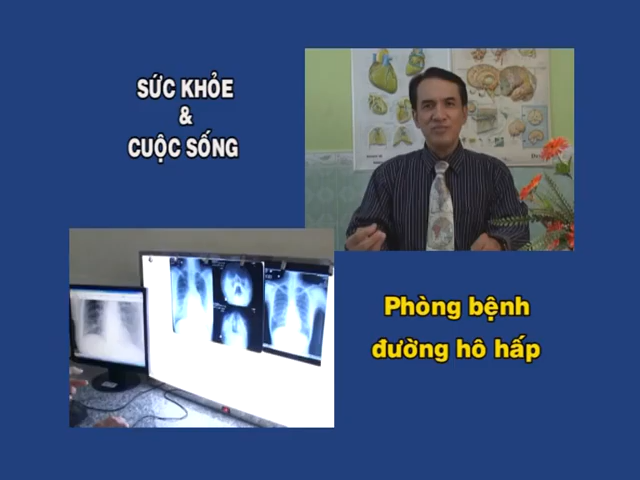 SỨC KHỎE
&
CUỘC SỐNG
Phòng bệnh
đường hô hấp